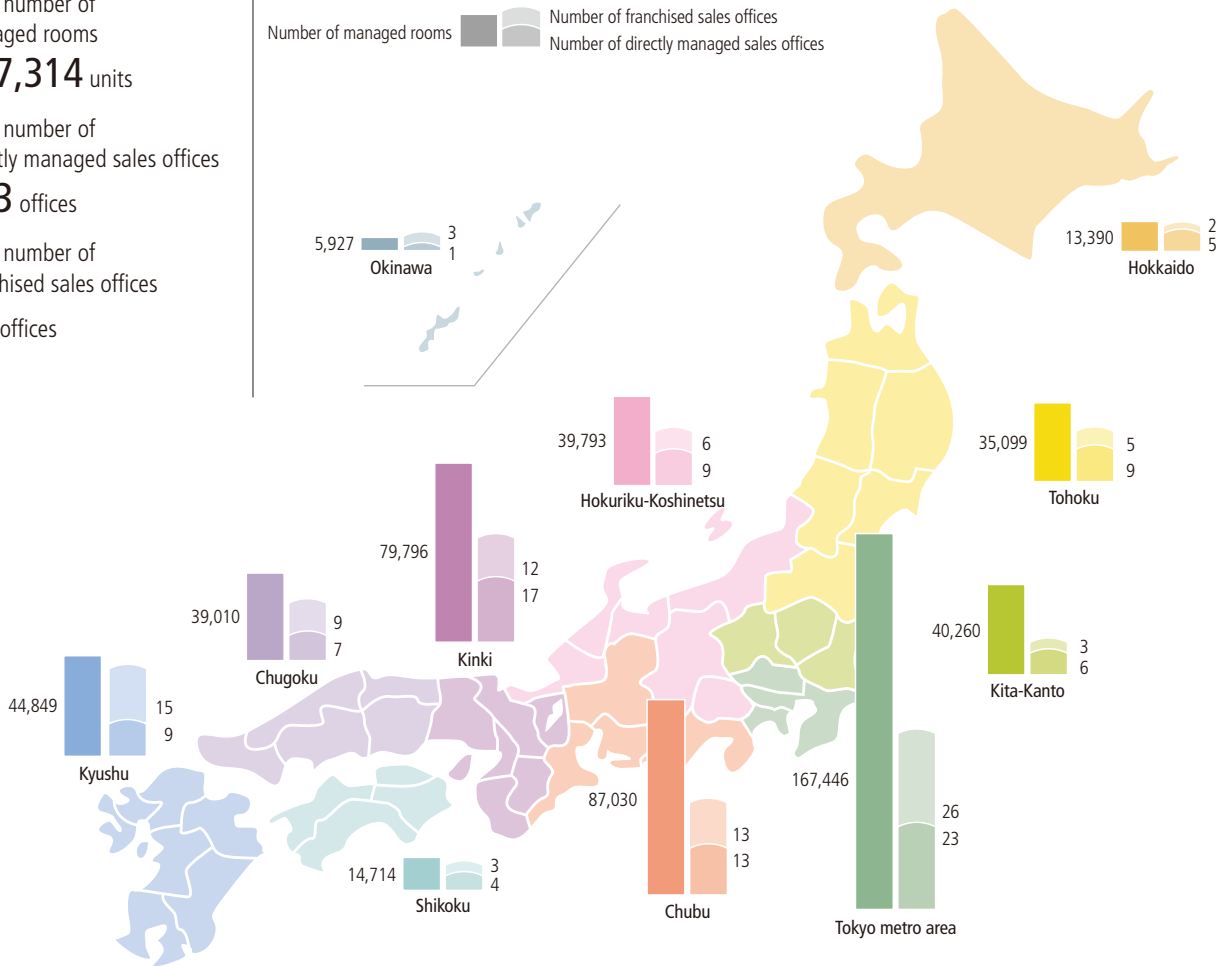 number of
rooms
7,314 units
number of
managed sales offices
3 offices
number of
sales offices
offices
Number of managed rooms
Number of franchised sales offices
Number of directly managed sales offices
5,927
3
1
Okinawa
13,390
2
5
Hokkaido
39,793
6
9
Hokuriku-Koshinetsu
35,099
5
9
Tohoku
79,796
12
17
Kinki
39,010
9
7
Chugoku
40,260
3
6
Kita-Kanto
44,849
15
9
Kyushu
167,446
26
23
Tokyo metro area
87,030
13
13
Chubu
14,714
3
4
Shikoku